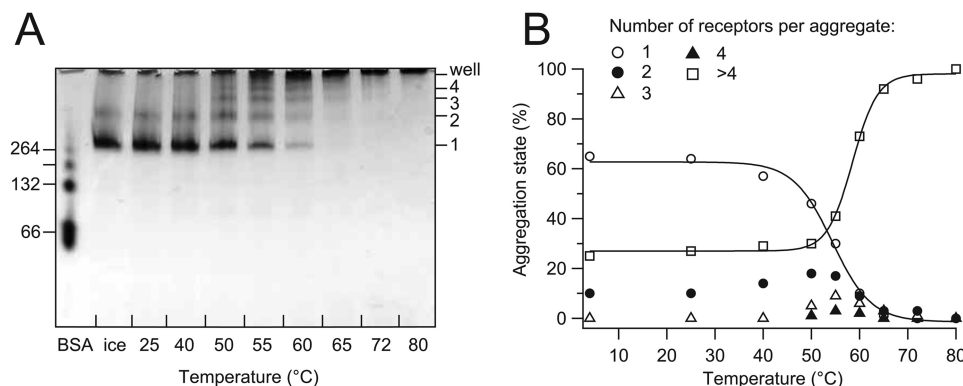 A
well
4
3
2
1
264
132
66
BSA ice 25 40 50 55 60 65 72 80
Temperature (°C)
B
Number of receptors per aggregate:
1 4
2 >4
3
100
80
60
40
20
0
Aggregation state (%)
10 20 30 40 50 60 70 80
Temperature (°C)